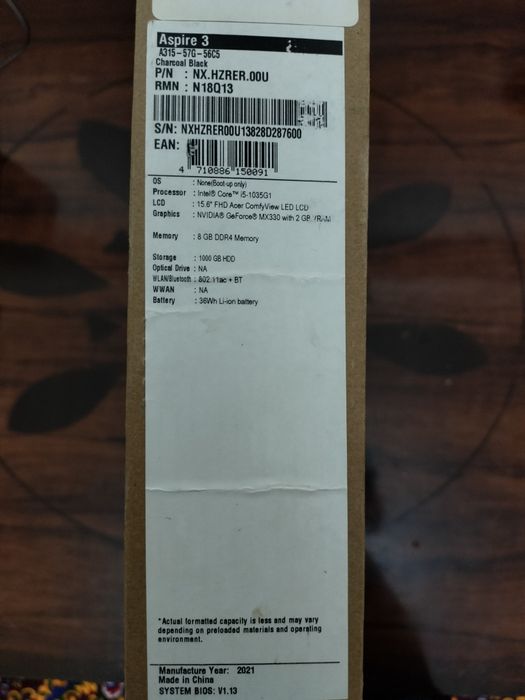 Aspire 3
A315-57G-56C5
Charcoal Black
P/N : NX.HZRER.00U
RMN : N18Q13
S/N: NXHZRER00U13828D287600
EAN:
4 710886 150091
OS : None(Boot-up only)
Processor : Intel® Core™ i5-1035G1
LCD : 15.6" FHD Acer ComfyView LED LCD
Graphics : NVIDIA® GeForce® MX330 with 2 GB VRAM
Memory : 8 GB DDR4 Memory
Storage : 1000 GB HDD
Optical Drive : NA
WLAN/Bluetooth : 802.11ac + BT
WWAN : NA
Battery : 36Wh Li-ion battery
*Actual formatted capacity is less and may vary
depending on preloaded materials and operating
environment.
Manufacture Year: 2021
Made in China
SYSTEM BIOS: V1.13